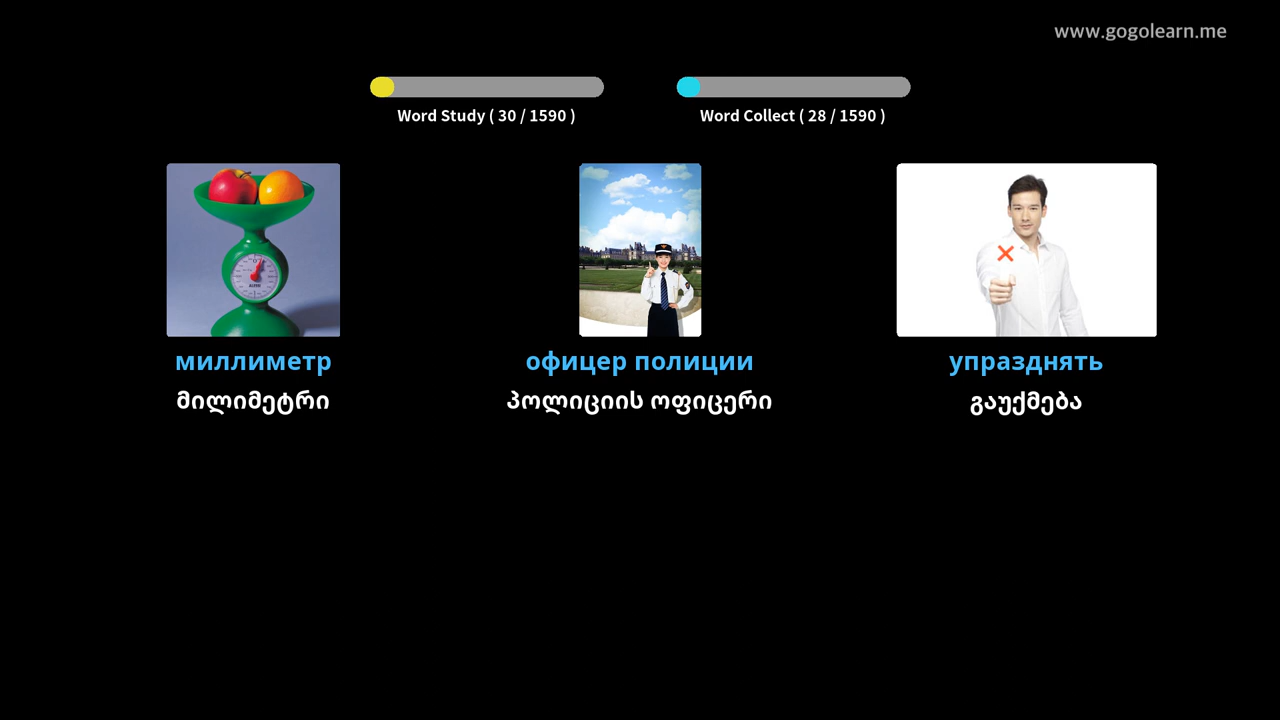 www.gogolearn.me
Word Study ( 30 / 1590 )
Word Collect ( 28 / 1590 )
миллиметр
офицер полиции
упразднять
მილიმეტრი
პოლიციის ოფიცერი
გაუქმება